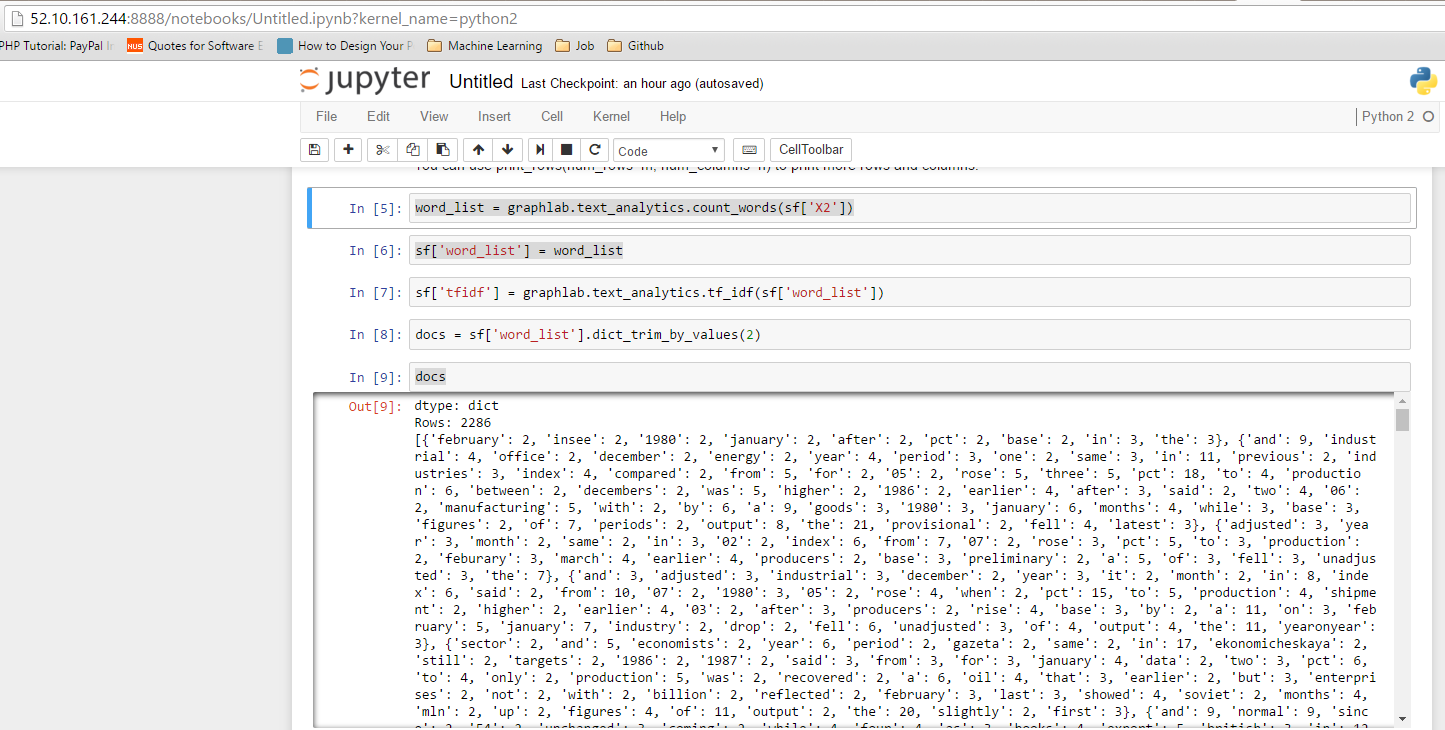 52.10.161.244:8888/notebooks/Untitled.ipynb?kernel_name=python2
PHP Tutorial: PayPal NUS Quotes for Software E How to Design Your P Machine Learning Job Github
jupyter Untitled Last Checkpoint: an hour ago (autosaved)
File Edit View Insert Cell Kernel Help Python 2
Code CellToolbar
You can use print_rows(num_rows=m, num_columns=n) to print more rows and columns.
In [5]: word_list = graphlab.text_analytics.count_words(sf['X2'])
In [6]: sf['word_list'] = word_list
In [7]: sf['tfidf'] = graphlab.text_analytics.tf_idf(sf['word_list'])
In [8]: docs = sf['word_list'].dict_trim_by_values(2)
In [9]: docs
Out[9]: dtype: dict
Rows: 2286
[{'february': 2, 'insee': 2, '1980': 2, 'january': 2, 'after': 2, 'pct': 2, 'base': 2, 'in': 3, 'the': 3}, {'and': 9, 'indust
rial': 4, 'office': 2, 'december': 2, 'energy': 2, 'year': 4, 'period': 3, 'one': 2, 'same': 3, 'in': 11, 'previous': 2, 'ind
ustries': 3, 'index': 4, 'compared': 2, 'from': 5, 'for': 2, '05': 2, 'rose': 5, 'three': 5, 'pct': 18, 'to': 4, 'productio
n': 6, 'between': 2, 'decembers': 2, 'was': 5, 'higher': 2, '1986': 2, 'earlier': 4, 'after': 3, 'said': 2, 'two': 4, '06':
2, 'manufacturing': 5, 'with': 2, 'by': 6, 'a': 9, 'goods': 3, '1980': 3, 'january': 6, 'months': 4, 'while': 3, 'base': 3,
'figures': 2, 'of': 7, 'periods': 2, 'output': 8, 'the': 21, 'provisional': 2, 'fell': 4, 'latest': 3}, {'adjusted': 3, 'yea
r': 3, 'month': 2, 'same': 2, 'in': 3, '02': 2, 'index': 6, 'from': 7, '07': 2, 'rose': 3, 'pct': 5, 'to': 3, 'production':
2, 'feburary': 3, 'march': 4, 'earlier': 4, 'producers': 2, 'base': 3, 'preliminary': 2, 'a': 5, 'of': 3, 'fell': 3, 'unadjus
ted': 3, 'the': 7}, {'and': 3, 'adjusted': 3, 'industrial': 3, 'december': 2, 'year': 3, 'it': 2, 'month': 2, 'in': 8, 'inde
x': 6, 'said': 2, 'from': 10, '07': 2, '1980': 3, '05': 2, 'rose': 4, 'when': 2, 'pct': 15, 'to': 5, 'production': 4, 'shipme
nt': 2, 'higher': 2, 'earlier': 4, '03': 2, 'after': 3, 'producers': 2, 'rise': 4, 'base': 3, 'by': 2, 'a': 11, 'on': 3, 'feb
ruary': 5, 'january': 7, 'industry': 2, 'drop': 2, 'fell': 6, 'unadjusted': 3, 'of': 4, 'output': 4, 'the': 11, 'yearonyear':
3}, {'sector': 2, 'and': 5, 'economists': 2, 'year': 6, 'period': 2, 'gazeta': 2, 'same': 2, 'in': 17, 'ekonomicheskaya': 2,
'still': 2, 'targets': 2, '1986': 2, '1987': 2, 'said': 3, 'from': 3, 'for': 3, 'january': 4, 'data': 2, 'two': 3, 'pct': 6,
'to': 4, 'only': 2, 'production': 5, 'was': 2, 'recovered': 2, 'a': 6, 'oil': 4, 'that': 3, 'earlier': 2, 'but': 3, 'enterpri
ses': 2, 'not': 2, 'with': 2, 'billion': 2, 'reflected': 2, 'february': 3, 'last': 3, 'showed': 4, 'soviet': 2, 'months': 4,
'mln': 2, 'up': 2, 'figures': 4, 'of': 11, 'output': 2, 'the': 20, 'slightly': 2, 'first': 3}, {'and': 9, 'normal': 9, 'sinc